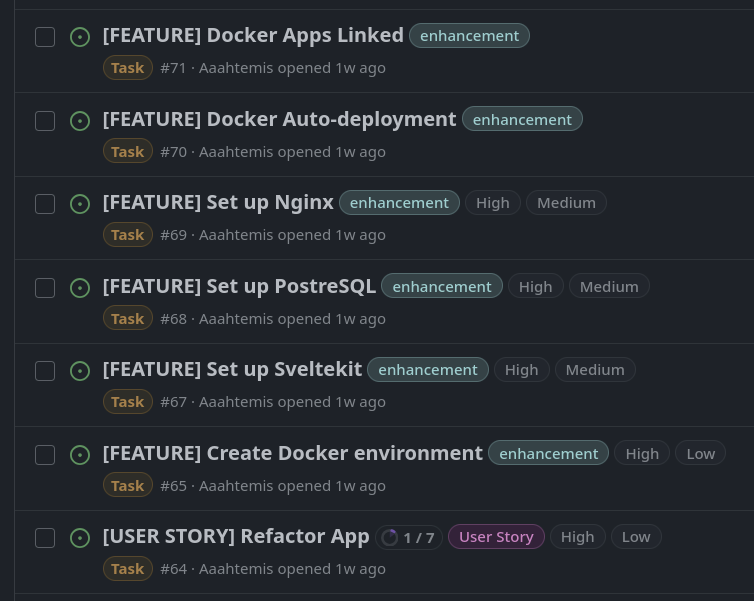 [FEATURE] Docker Apps Linked enhancement
Task #71 · Aaahtemis opened 1w ago
[FEATURE] Docker Auto-deployment enhancement
Task #70 · Aaahtemis opened 1w ago
[FEATURE] Set up Nginx enhancement High Medium
Task #69 · Aaahtemis opened 1w ago
[FEATURE] Set up PostreSQL enhancement High Medium
Task #68 · Aaahtemis opened 1w ago
[FEATURE] Set up Sveltekit enhancement High Medium
Task #67 · Aaahtemis opened 1w ago
[FEATURE] Create Docker environment enhancement High Low
Task #65 · Aaahtemis opened 1w ago
[USER STORY] Refactor App 1 / 7 User Story High Low
Task #64 · Aaahtemis opened 1w ago